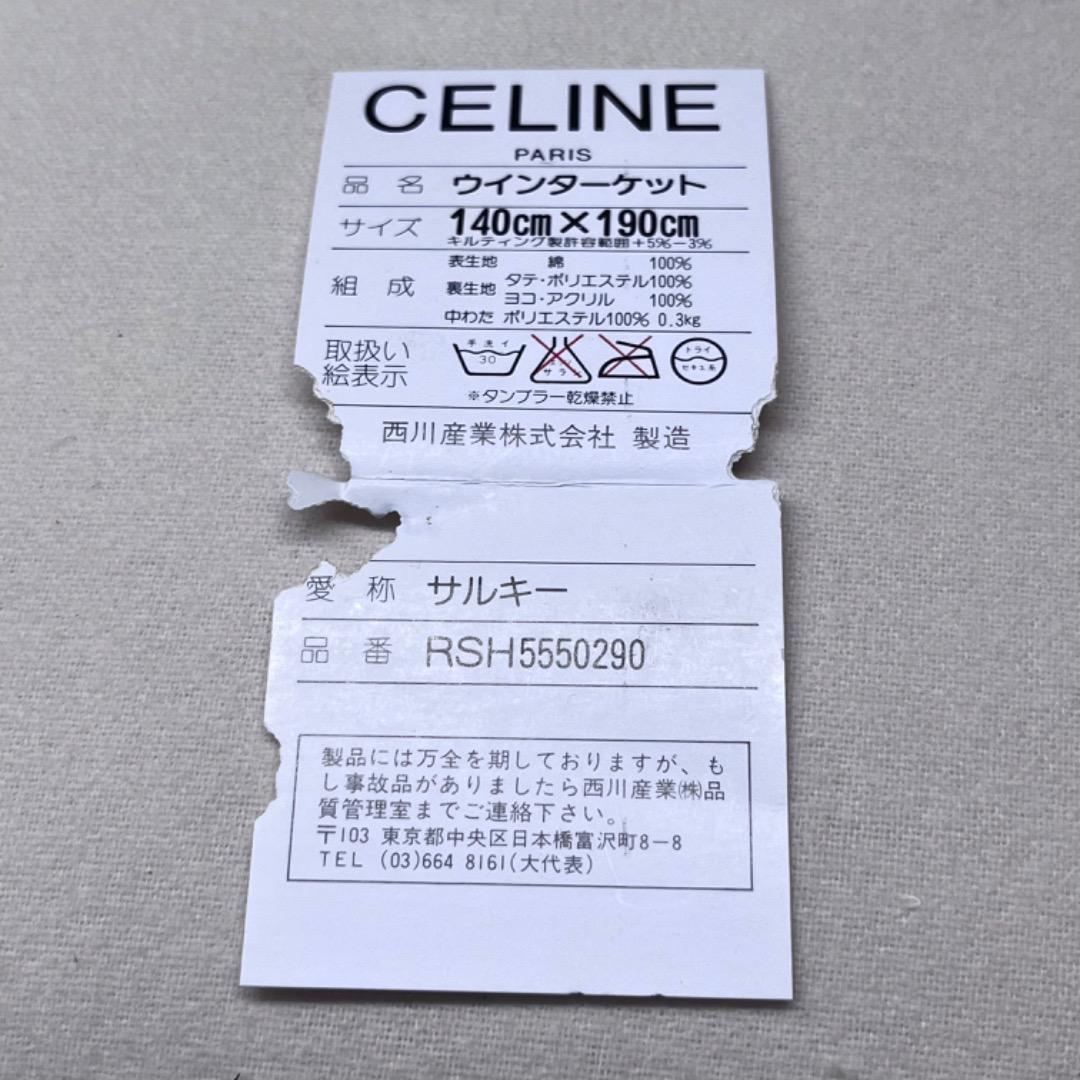 CELINE
PARIS
品名 ウインターケット
サイズ 140cm×190cm
キルティング製許容範囲+5%−3%
組成 表生地 綿 100%
裏生地 タテ・ポリエステル100%
ヨコ・アクリル 100%
中わた ポリエステル100% 0.3kg
取扱い
絵表示
手洗イ
30
サラシ
ドライ
セキユ系
※タンブラー乾燥禁止
西川産業株式会社 製造
愛称 サルキー
品番 RSH5550290
製品には万全を期しておりますが、も
し事故品がありましたら西川産業㈱品
質管理室までご連絡下さい。
〒103 東京都中央区日本橋富沢町8−8
TEL (03)664 8161(大代表)